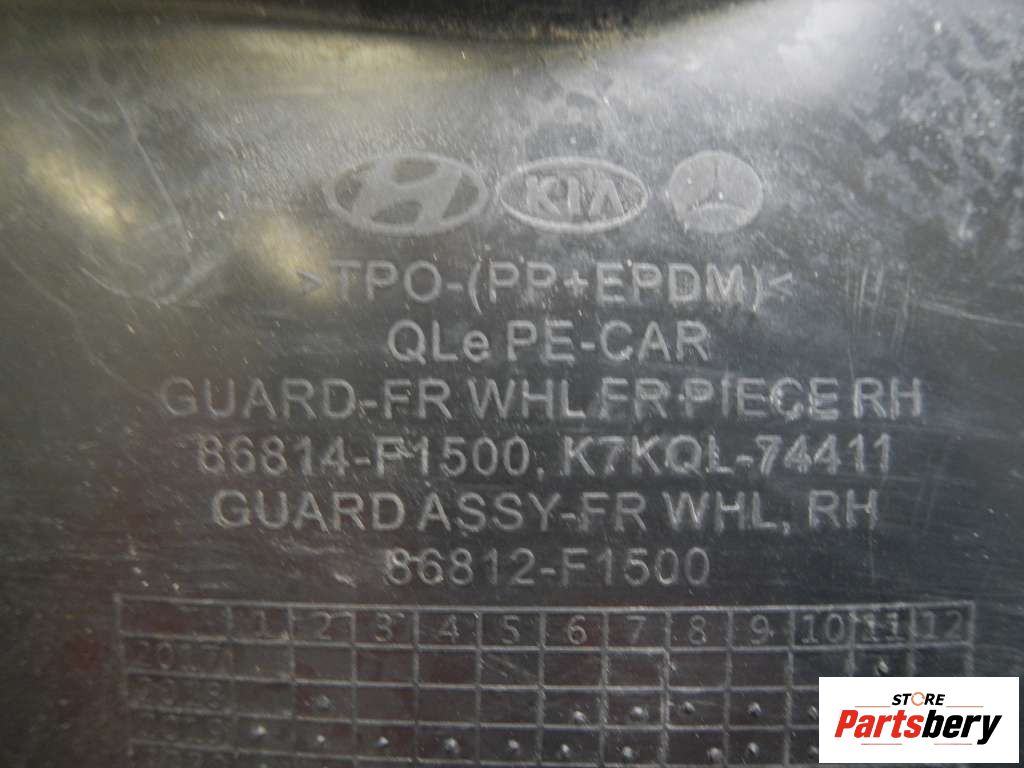 KIA
>TPO-(PP+EPDM)<
QLe PE-CAR
GUARD-FR WHL FR PIECE RH
86814-F1500, K7KQL-74411
GUARD ASSY-FR WHL, RH
86812-F1500
1 2 3 4 5 6 7 8 9 10 11 12
2017
2018
STORE
Partsbery